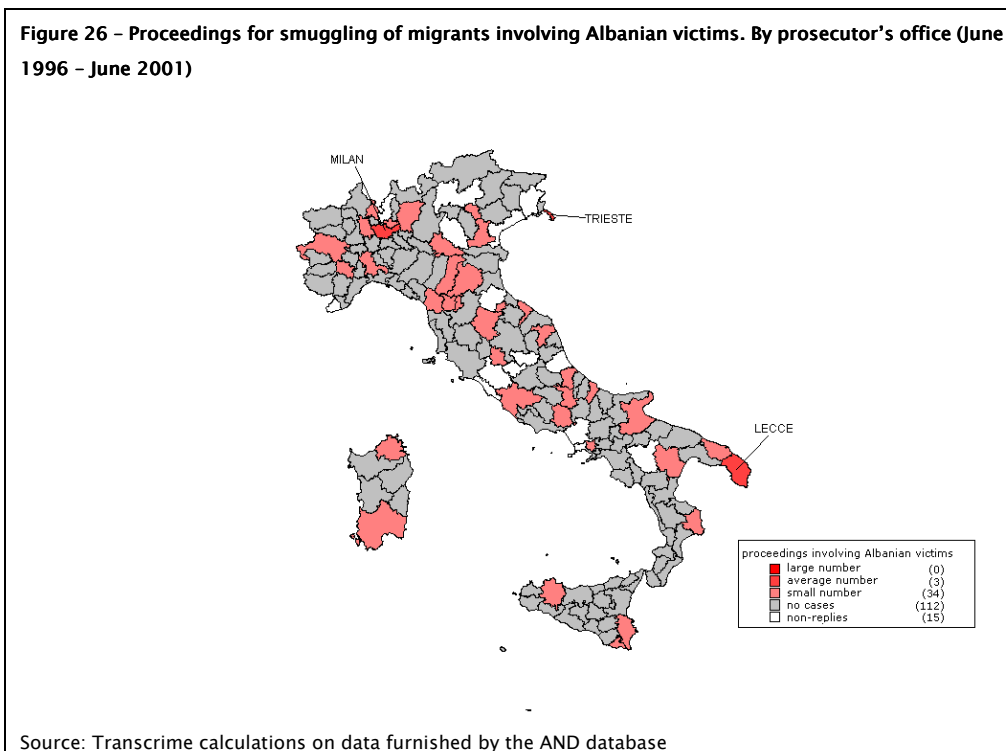 Figure 26 – Proceedings for smuggling of migrants involving Albanian victims. By prosecutor's office (June
1996 – June 2001)
MILAN
TRIESTE
LECCE
proceedings involving Albanian victims
large number (0)
average number (3)
small number (34)
no cases (112)
non-replies (15)
Source: Transcrime calculations on data furnished by the AND database